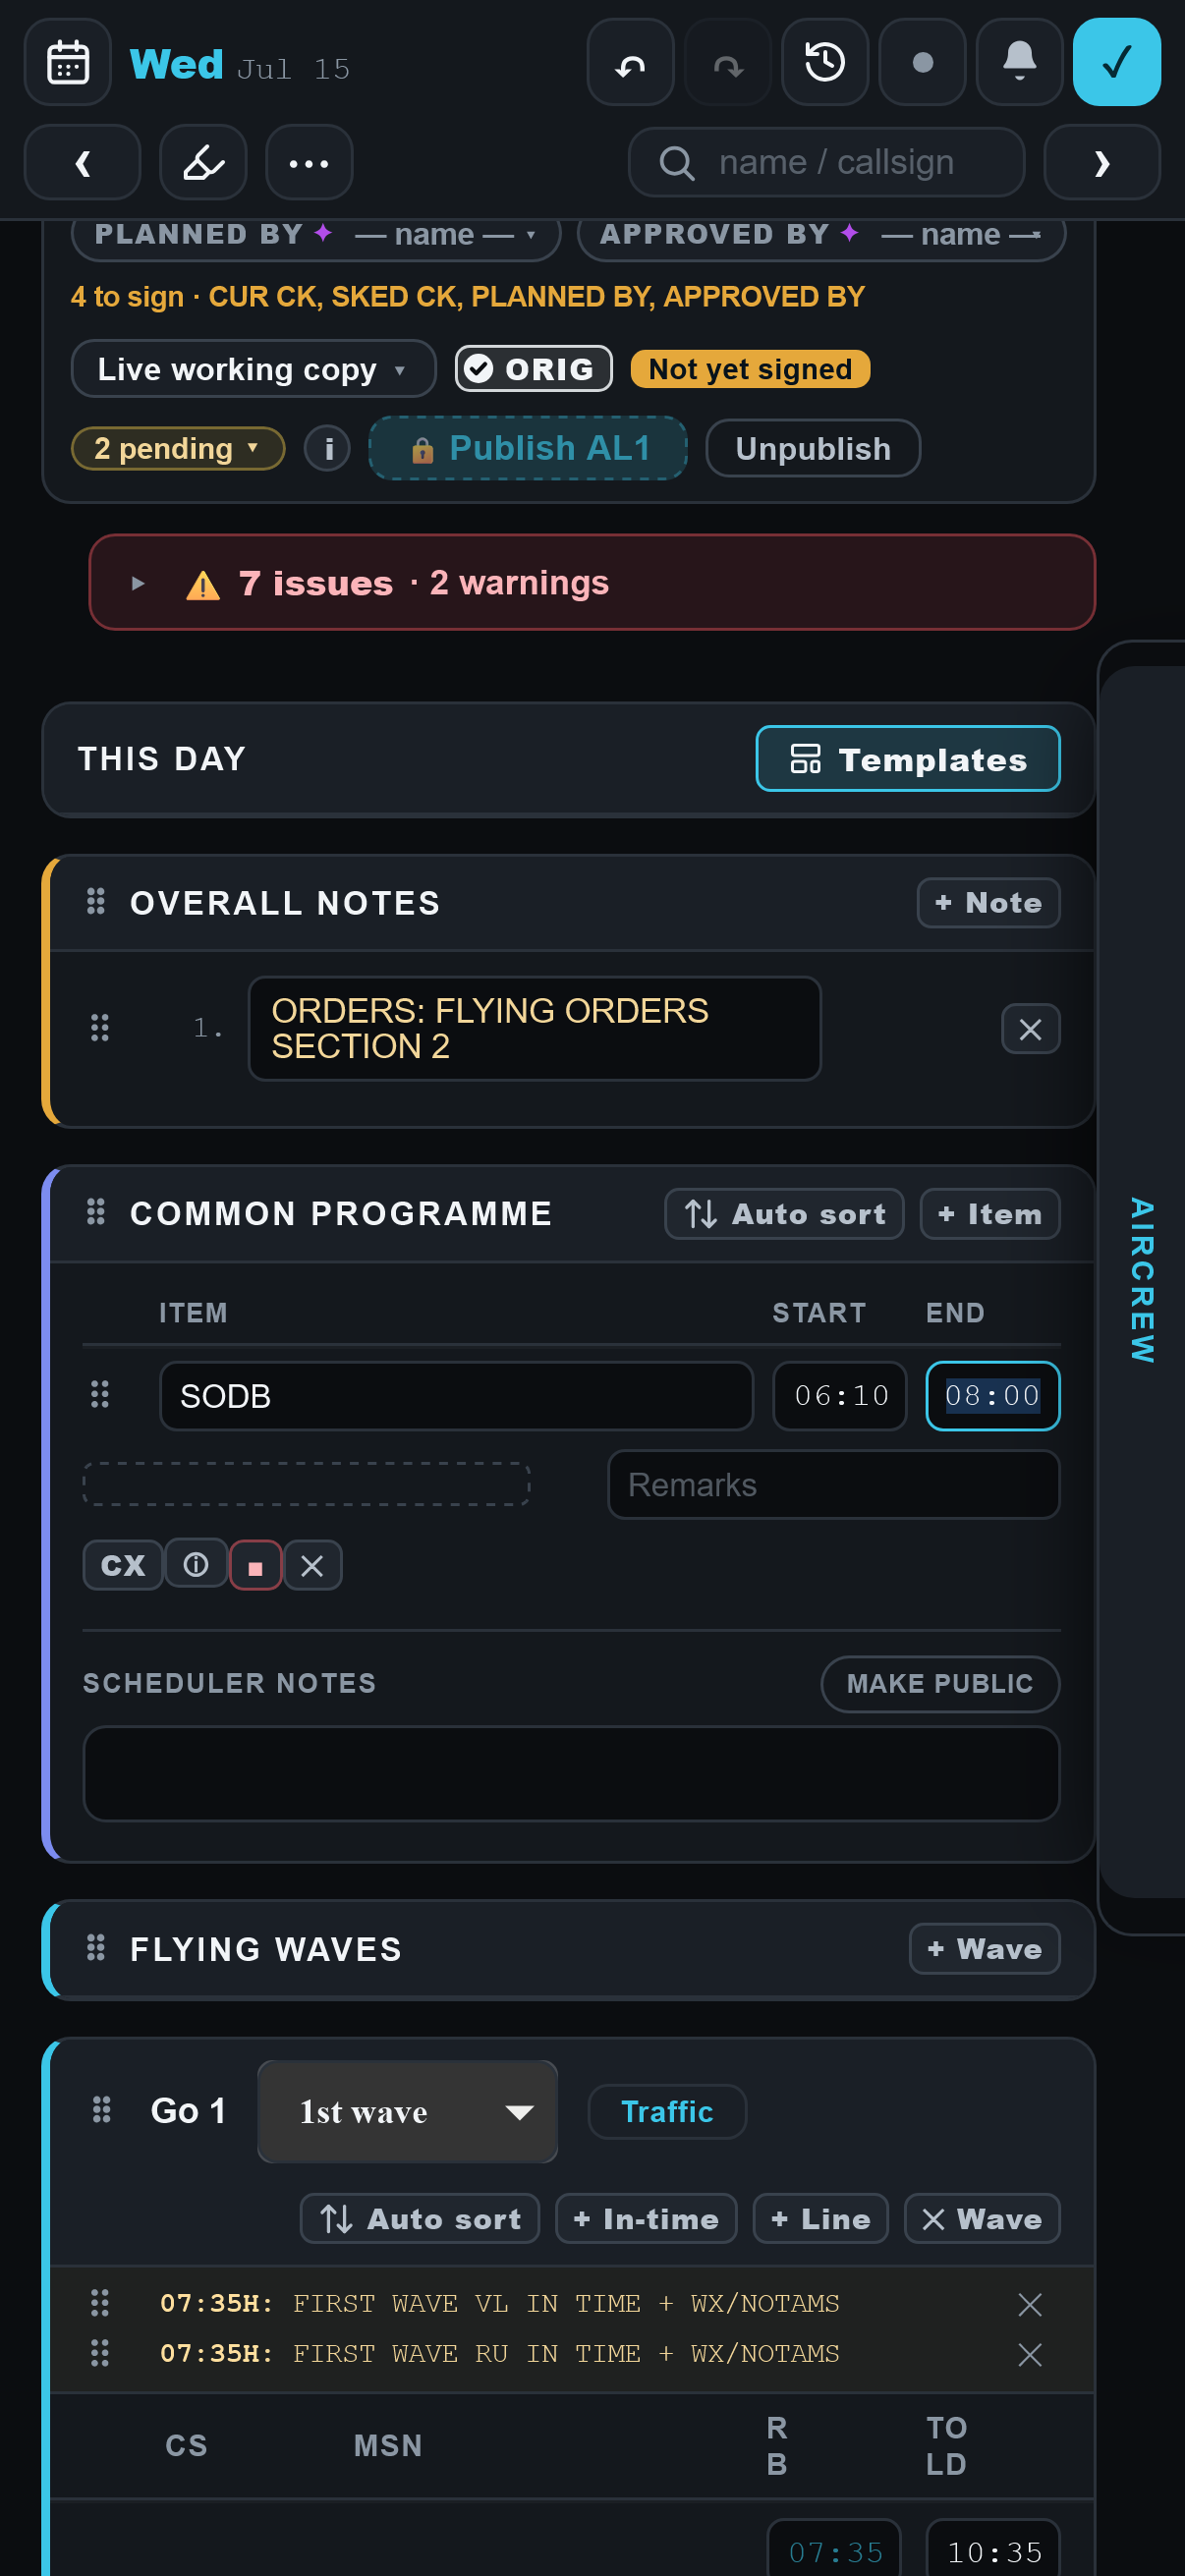 Wed Jul 15
name / callsign
PLANNED BY — name —
APPROVED BY — name —
4 to sign · CUR CK, SKED CK, PLANNED BY, APPROVED BY
Live working copy
ORIG
Not yet signed
2 pending
i
Publish AL1
Unpublish
7 issues · 2 warnings
THIS DAY
Templates
AIRCREW
OVERALL NOTES
+ Note
1.
ORDERS: FLYING ORDERS
SECTION 2
COMMON PROGRAMME
Auto sort
+ Item
ITEM START END
SODB 06:10 08:00
Remarks
CX
SCHEDULER NOTES
MAKE PUBLIC
FLYING WAVES
+ Wave
Go 1
1st wave
Traffic
Auto sort
+ In-time
+ Line
× Wave
07:35H: FIRST WAVE VL IN TIME + WX/NOTAMS
07:35H: FIRST WAVE RU IN TIME + WX/NOTAMS
CS MSN
R
B
TO
LD
07:35 10:35